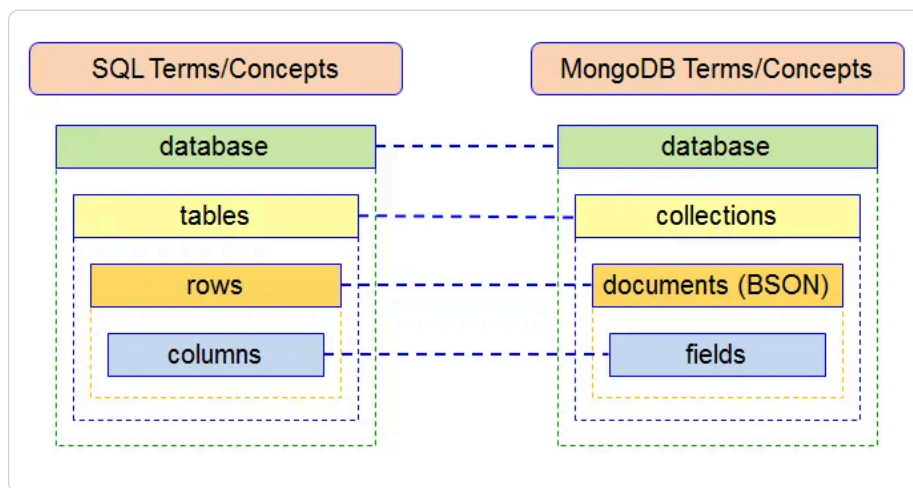 SQL Terms/Concepts
MongoDB Terms/Concepts
database
database
tables
collections
rows
documents (BSON)
columns
fields